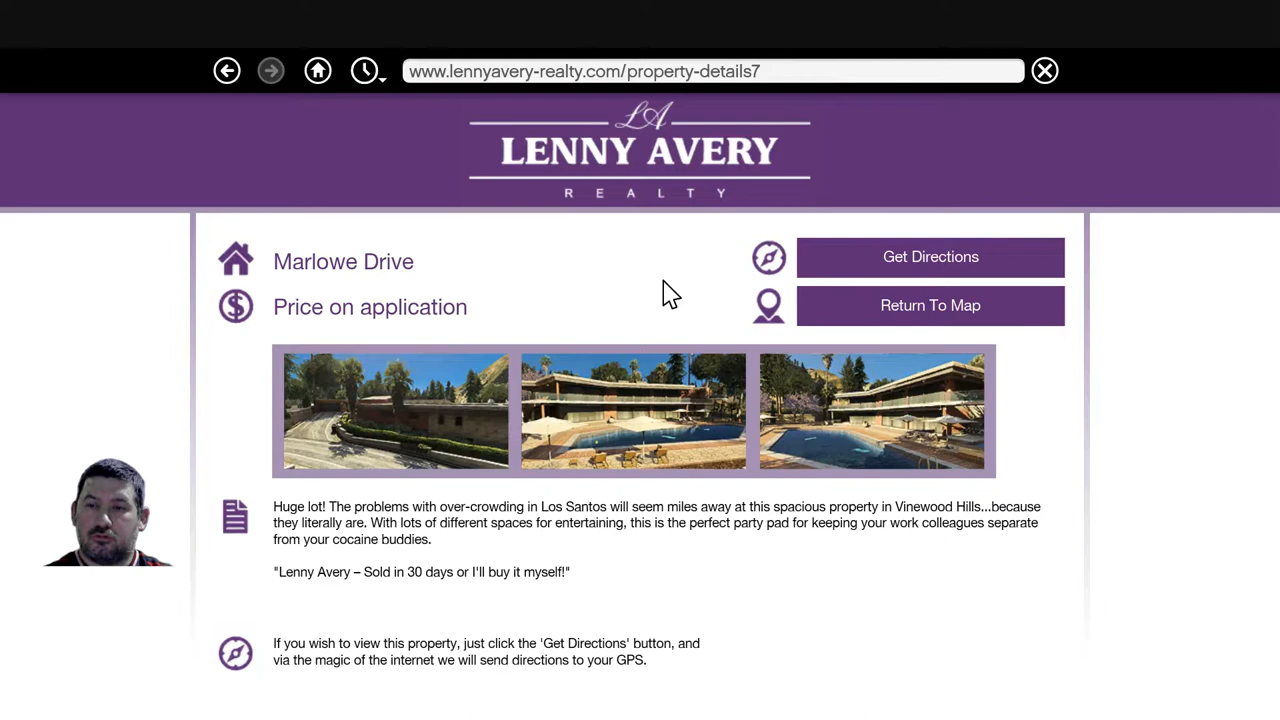 www.lennyavery-realty.com/property-details7
LA
LENNY AVERY
REALTY
Marlowe Drive
Get Directions
Price on application
Return To Map
Huge lot! The problems with over-crowding in Los Santos will seem miles away at this spacious property in Vinewood Hills...because
they literally are. With lots of different spaces for entertaining, this is the perfect party pad for keeping your work colleagues separate
from your cocaine buddies.
"Lenny Avery – Sold in 30 days or I'll buy it myself!"
If you wish to view this property, just click the 'Get Directions' button, and
via the magic of the internet we will send directions to your GPS.